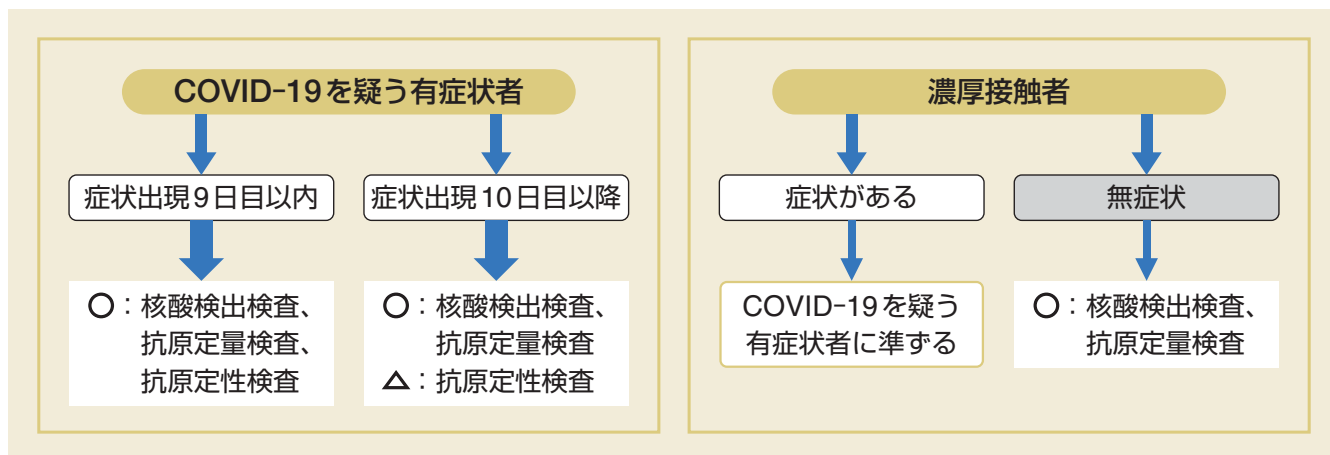 COVID-19を疑う有症状者
症状出現9日目以内
○：核酸検出検査、
抗原定量検査、
抗原定性検査
症状出現10日目以降
○：核酸検出検査、
抗原定量検査
△：抗原定性検査
濃厚接触者
症状がある
COVID-19を疑う
有症状者に準ずる
無症状
○：核酸検出検査、
抗原定量検査